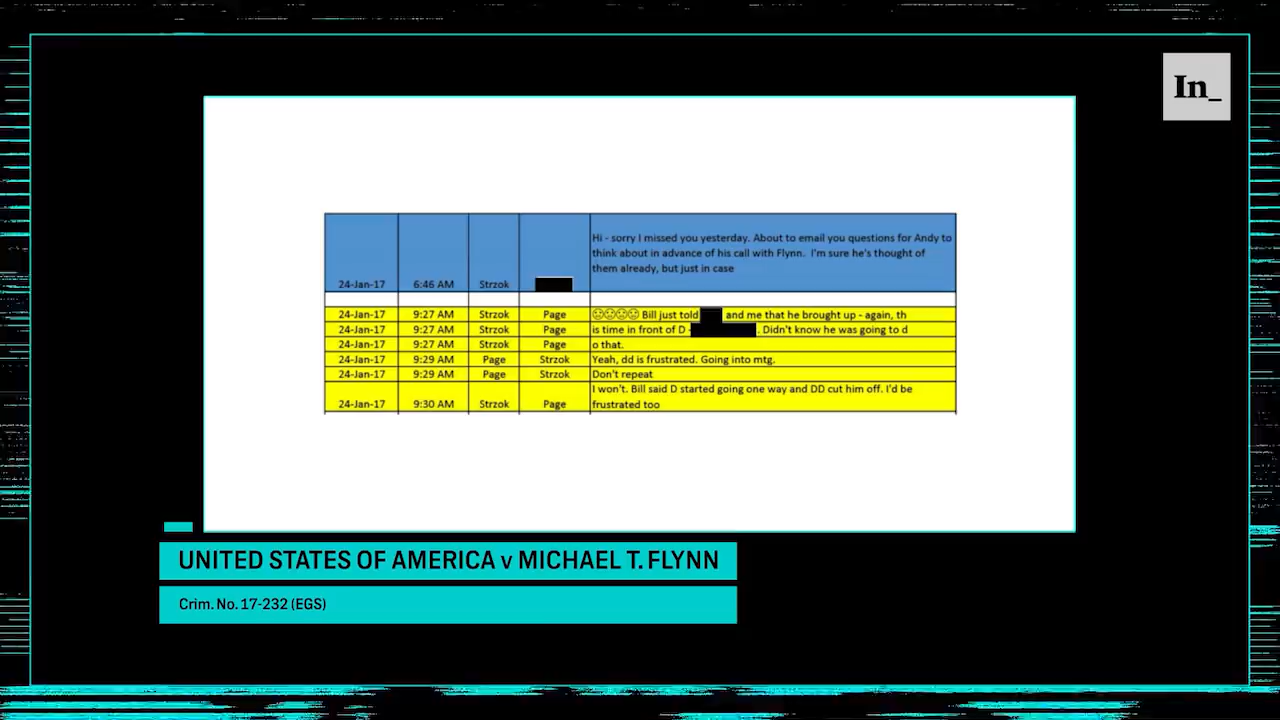 In_
Hi - sorry I missed you yesterday. About to email you questions for Andy to
think about in advance of his call with Flynn. I'm sure he's thought of
them already, but just in case
24-Jan-17 6:46 AM Strzok
24-Jan-17 9:27 AM Strzok Page ☹☹☹☹ Bill just told and me that he brought up - again, th
24-Jan-17 9:27 AM Strzok Page is time in front of D - . Didn't know he was going to d
24-Jan-17 9:27 AM Strzok Page o that.
24-Jan-17 9:29 AM Page Strzok Yeah, dd is frustrated. Going into mtg.
24-Jan-17 9:29 AM Page Strzok Don't repeat
I won't. Bill said D started going one way and DD cut him off. I'd be
24-Jan-17 9:30 AM Strzok Page frustrated too
UNITED STATES OF AMERICA v MICHAEL T. FLYNN
Crim. No. 17-232 (EGS)